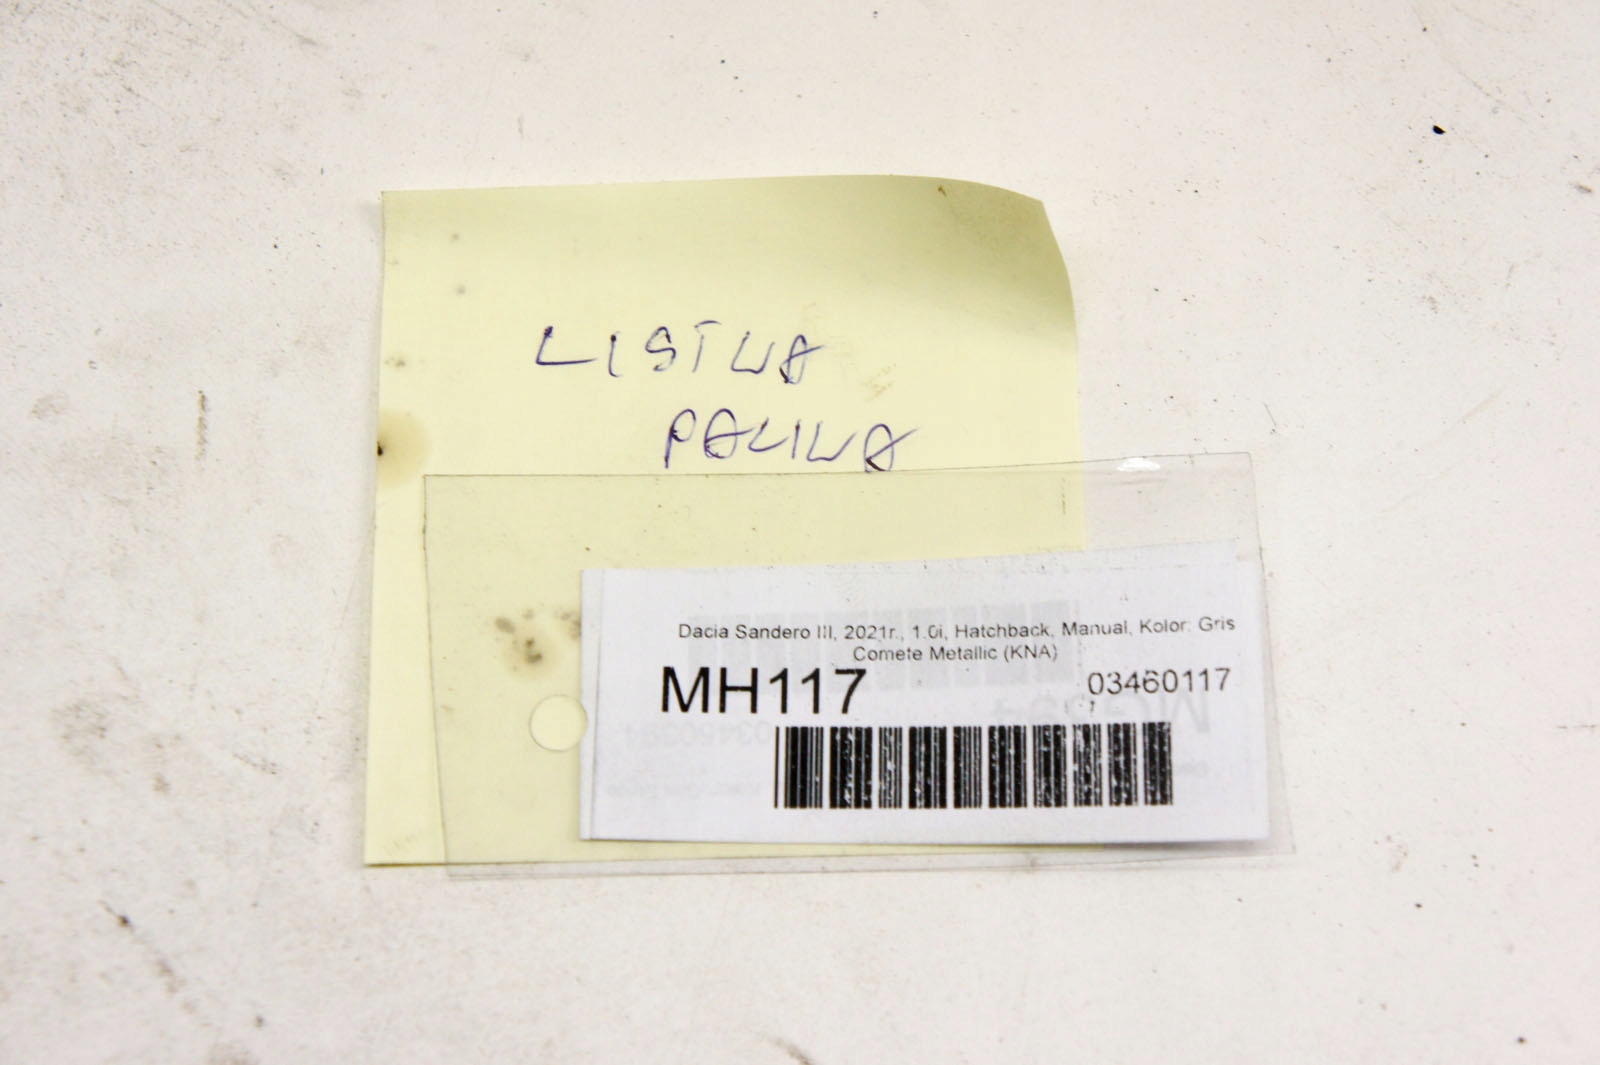 LISTWA
PALIWA
Dacia Sandero III, 2021r., 1.0i, Hatchback, Manual, Kolor: Gris
Comete Metallic (KNA)
MH117
03460117